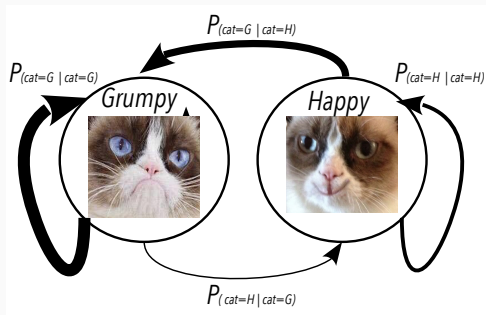 P(cat=G | cat=H)
P(cat=G | cat=G)
P(cat=H | cat=H)
Grumpy
Happy
P(cat=H | cat=G)